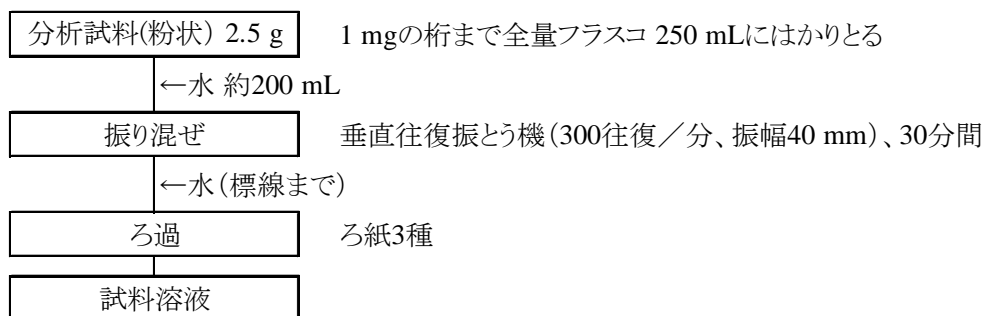 分析試料(粉状) 2.5 g 1 mgの桁まで全量フラスコ 250 mLにはかりとる
←水 約200 mL
振り混ぜ 垂直往復振とう機(300往復/分、振幅40 mm)、30分間
←水(標線まで)
ろ過 ろ紙3種
試料溶液